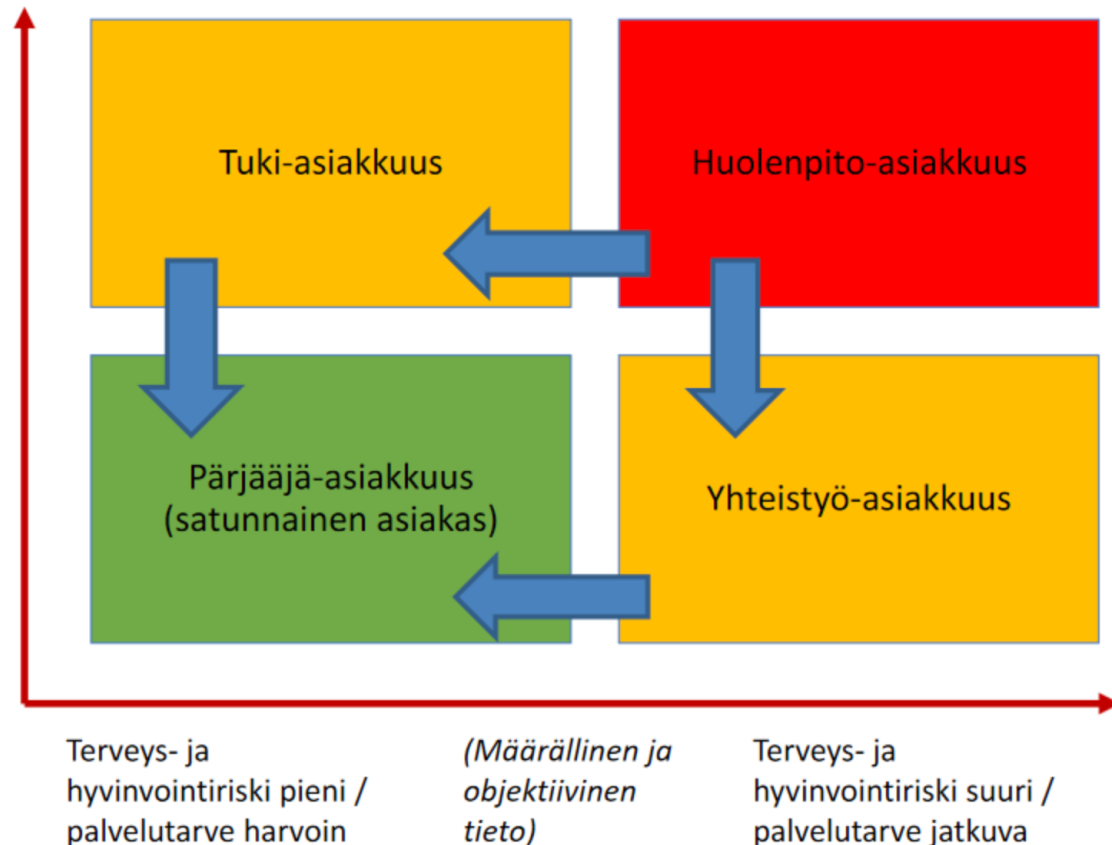 Tuki-asiakkuus
Huolenpito-asiakkuus
Pärjääjä-asiakkuus
(satunnainen asiakas)
Yhteistyö-asiakkuus
Terveys- ja
hyvinvointiriski pieni /
palvelutarve harvoin
(Määrällinen ja
objektiivinen
tieto)
Terveys- ja
hyvinvointiriski suuri /
palvelutarve jatkuva